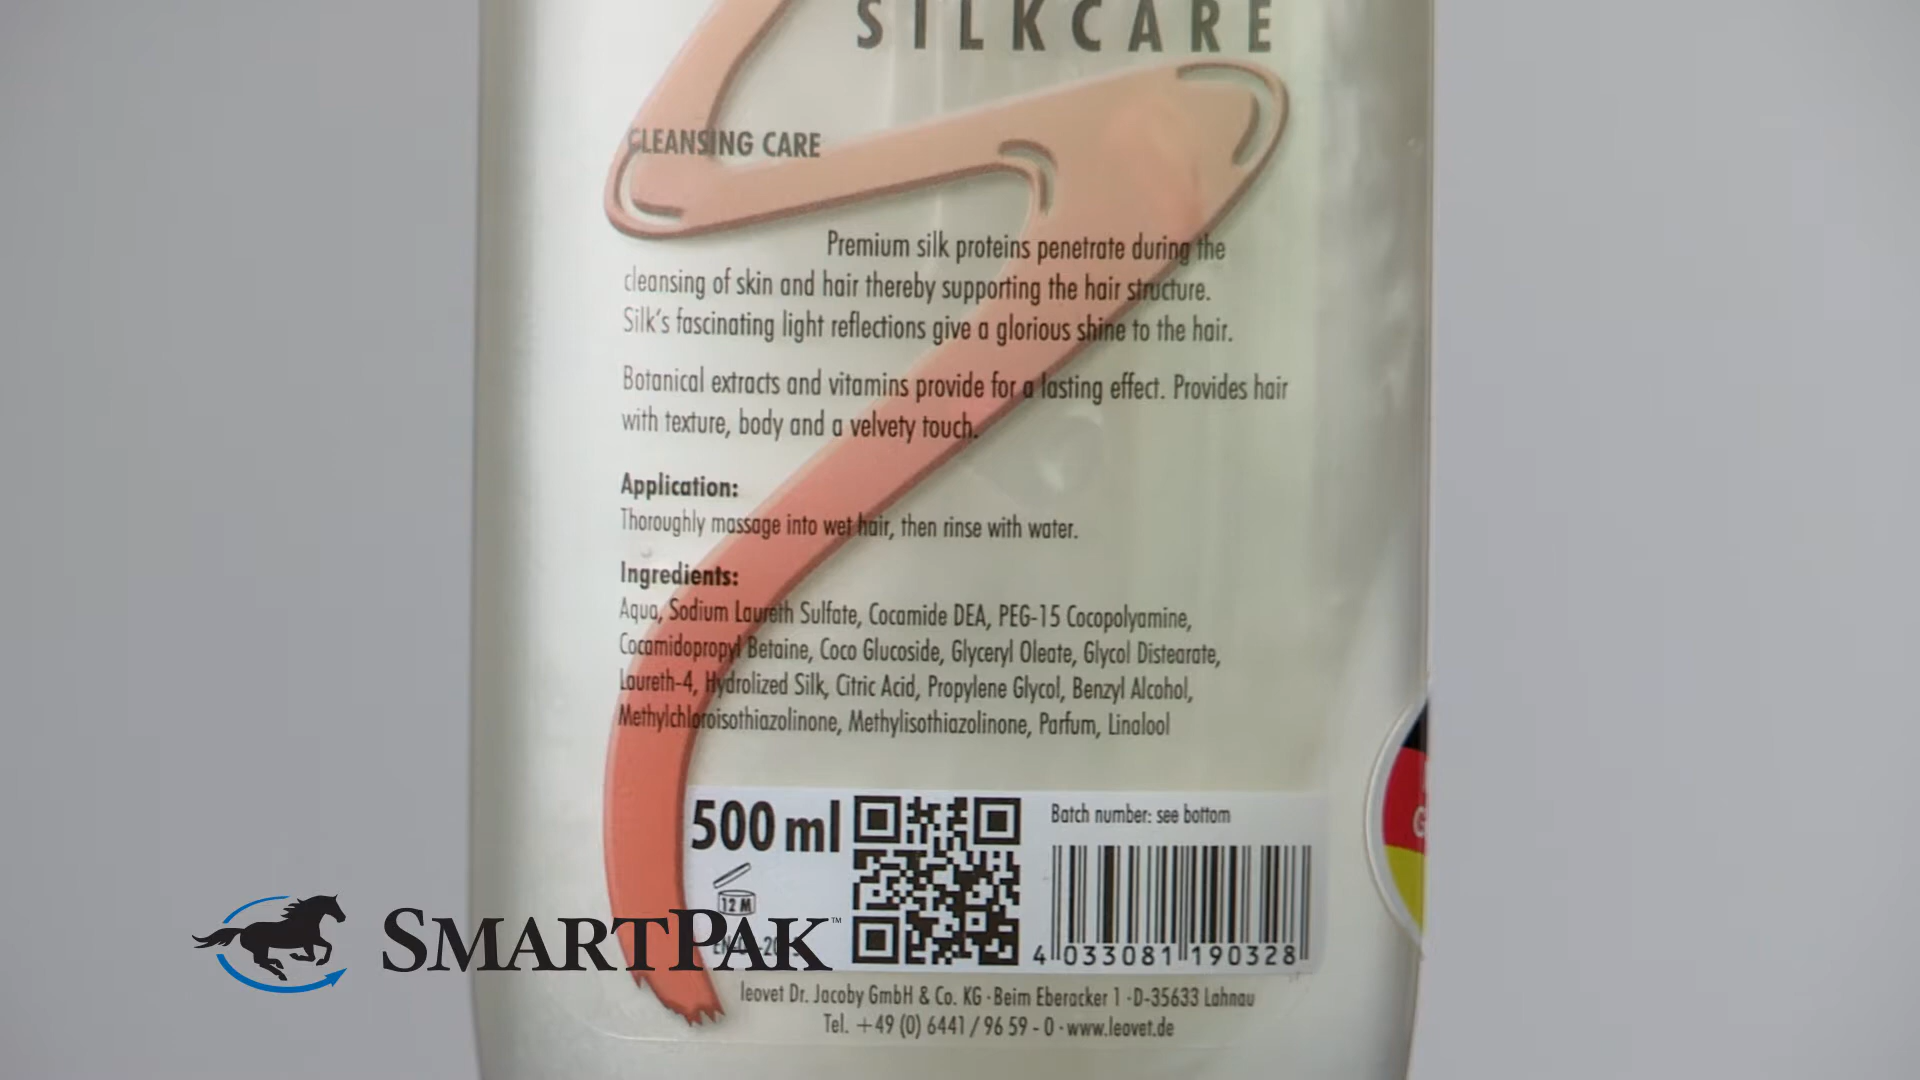 SILKCARE
CLEANSING CARE
Premium silk proteins penetrate during the
cleansing of skin and hair thereby supporting the hair structure.
Silk's fascinating light reflections give a glorious shine to the hair.
Botanical extracts and vitamins provide for a lasting effect. Provides hair
with texture, body and a velvety touch.
Application:
Thoroughly massage into wet hair, then rinse with water.
Ingredients:
Aqua, Sodium Laureth Sulfate, Cocamide DEA, PEG-15 Cocopolyamine,
Cocamidopropyl Betaine, Coco Glucoside, Glyceryl Oleate, Glycol Distearate,
Laureth-4, Hydrolized Silk, Citric Acid, Propylene Glycol, Benzyl Alcohol,
Methylchloroisothiazolinone, Methylisothiazolinone, Parfum, Linalool
500 ml
Batch number: see bottom
12 M
4 033081 190328
SMARTPAK™
leovet Dr. Jacoby GmbH & Co. KG · Beim Eberacker 1 · D-35633 Lahnau
Tel. +49 (0) 6441 / 96 59 - 0 · www.leovet.de